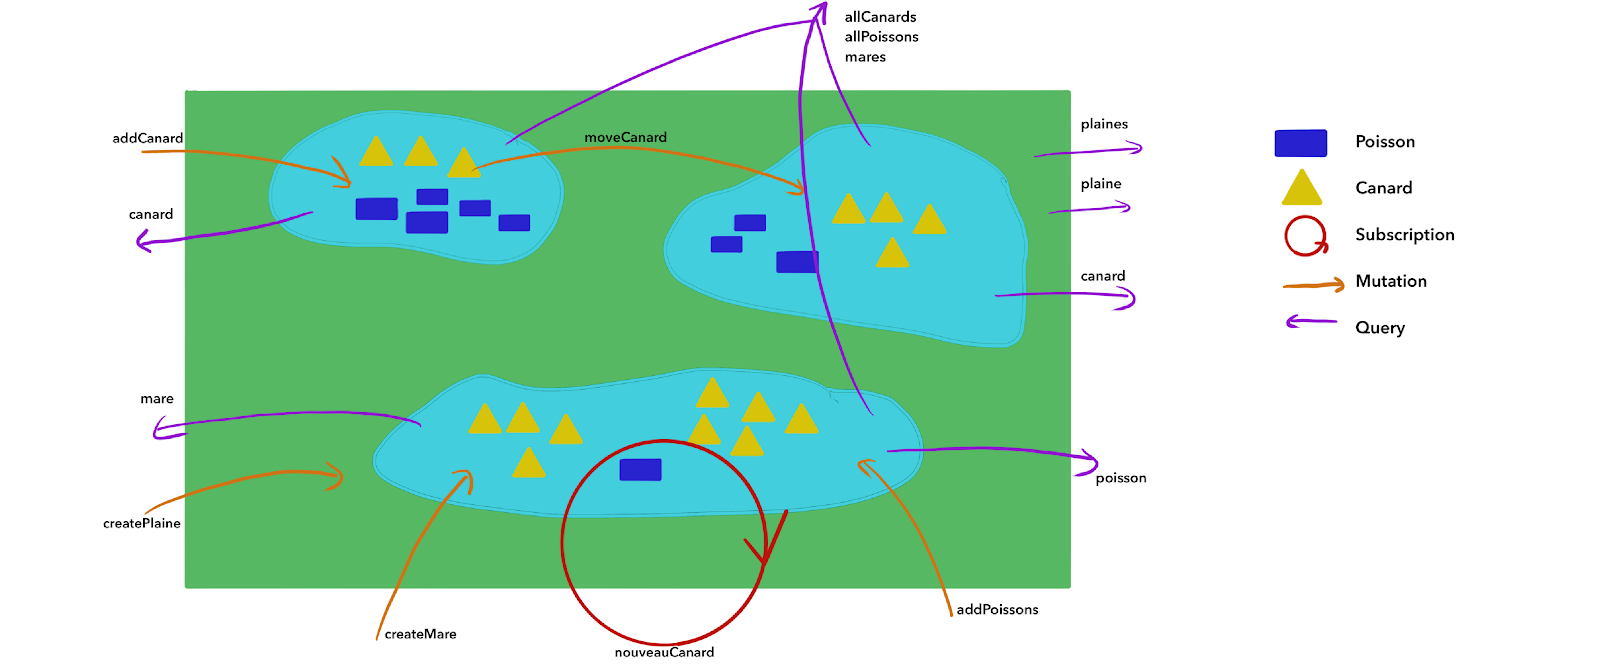 allCanards
allPoissons
mares
addCanard
moveCanard
plaines
plaine
canard
canard
mare
createPlaine
createMare
nouveauCanard
addPoissons
poisson
Poisson
Canard
Subscription
Mutation
Query